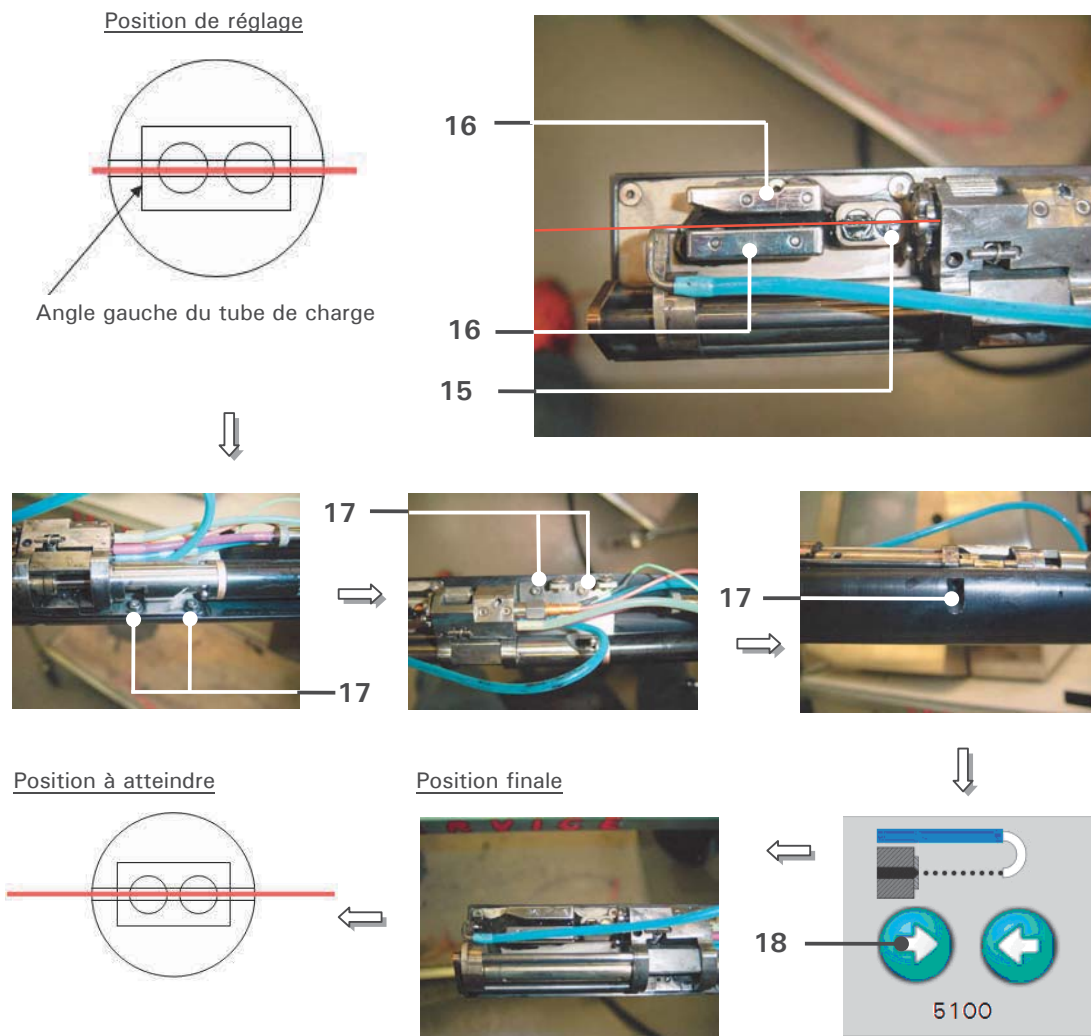 Position de réglage
16
Angle gauche du tube de charge
16
15
17
17
17
Position à atteindre
Position finale
RVICE
18
5100